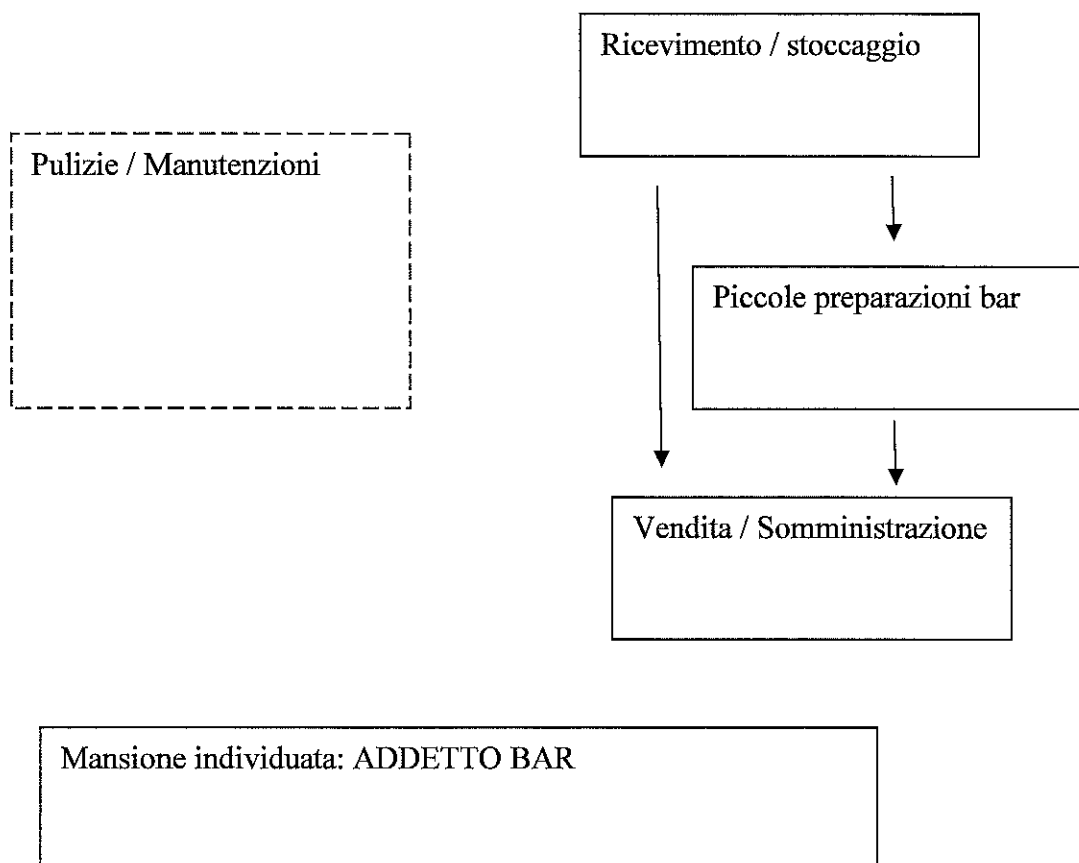 Ricevimento / stoccaggio
Pulizie / Manutenzioni
Piccole preparazioni bar
Vendita / Somministrazione
Mansione individuata: ADDETTO BAR